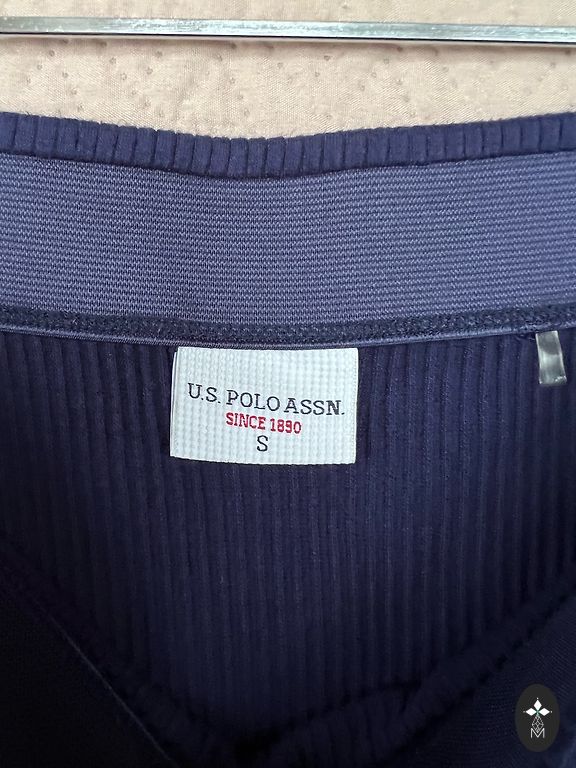 U.S. POLO ASSN.
SINCE 1890
S
M